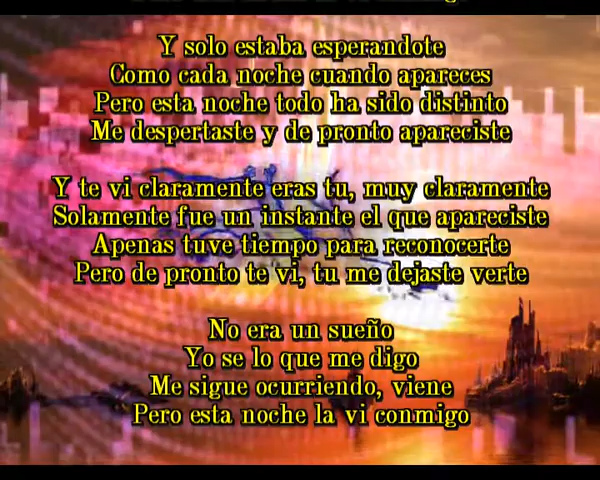 Y solo estaba esperandote
Como cada noche cuando apareces
Pero esta noche todo ha sido distinto
Me despertaste y de pronto apareciste
Y te vi claramente eras tu, muy claramente
Solamente fue un instante el que apareciste
Apenas tuve tiempo para reconocerte
Pero de pronto te vi, tu me dejaste verte
No era un sueño
Yo se lo que me digo
Me sigue ocurriendo, viene
Pero esta noche la vi conmigo